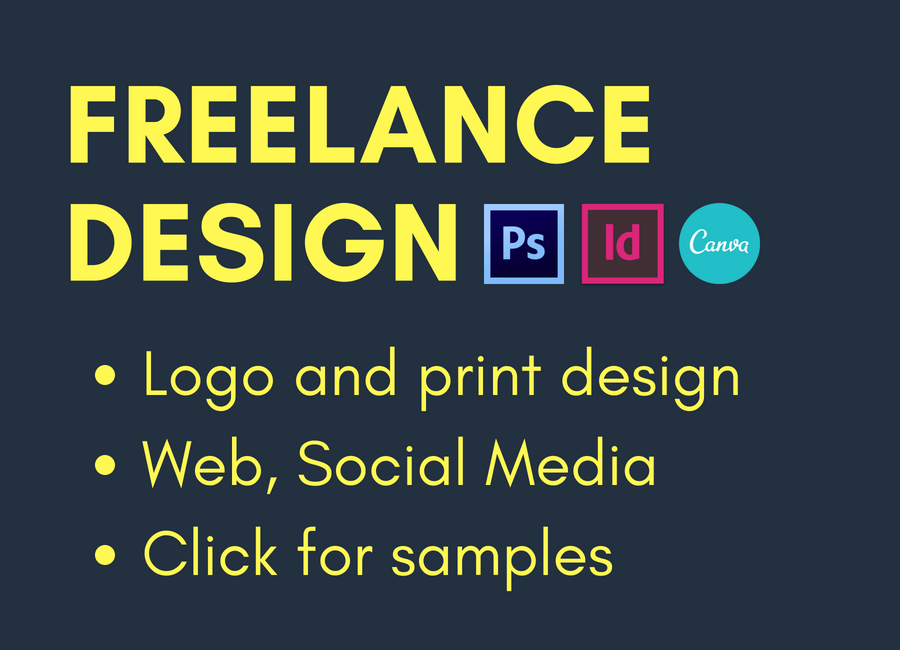 FREELANCE
DESIGN Ps Id Canva
• Logo and print design
• Web, Social Media
• Click for samples